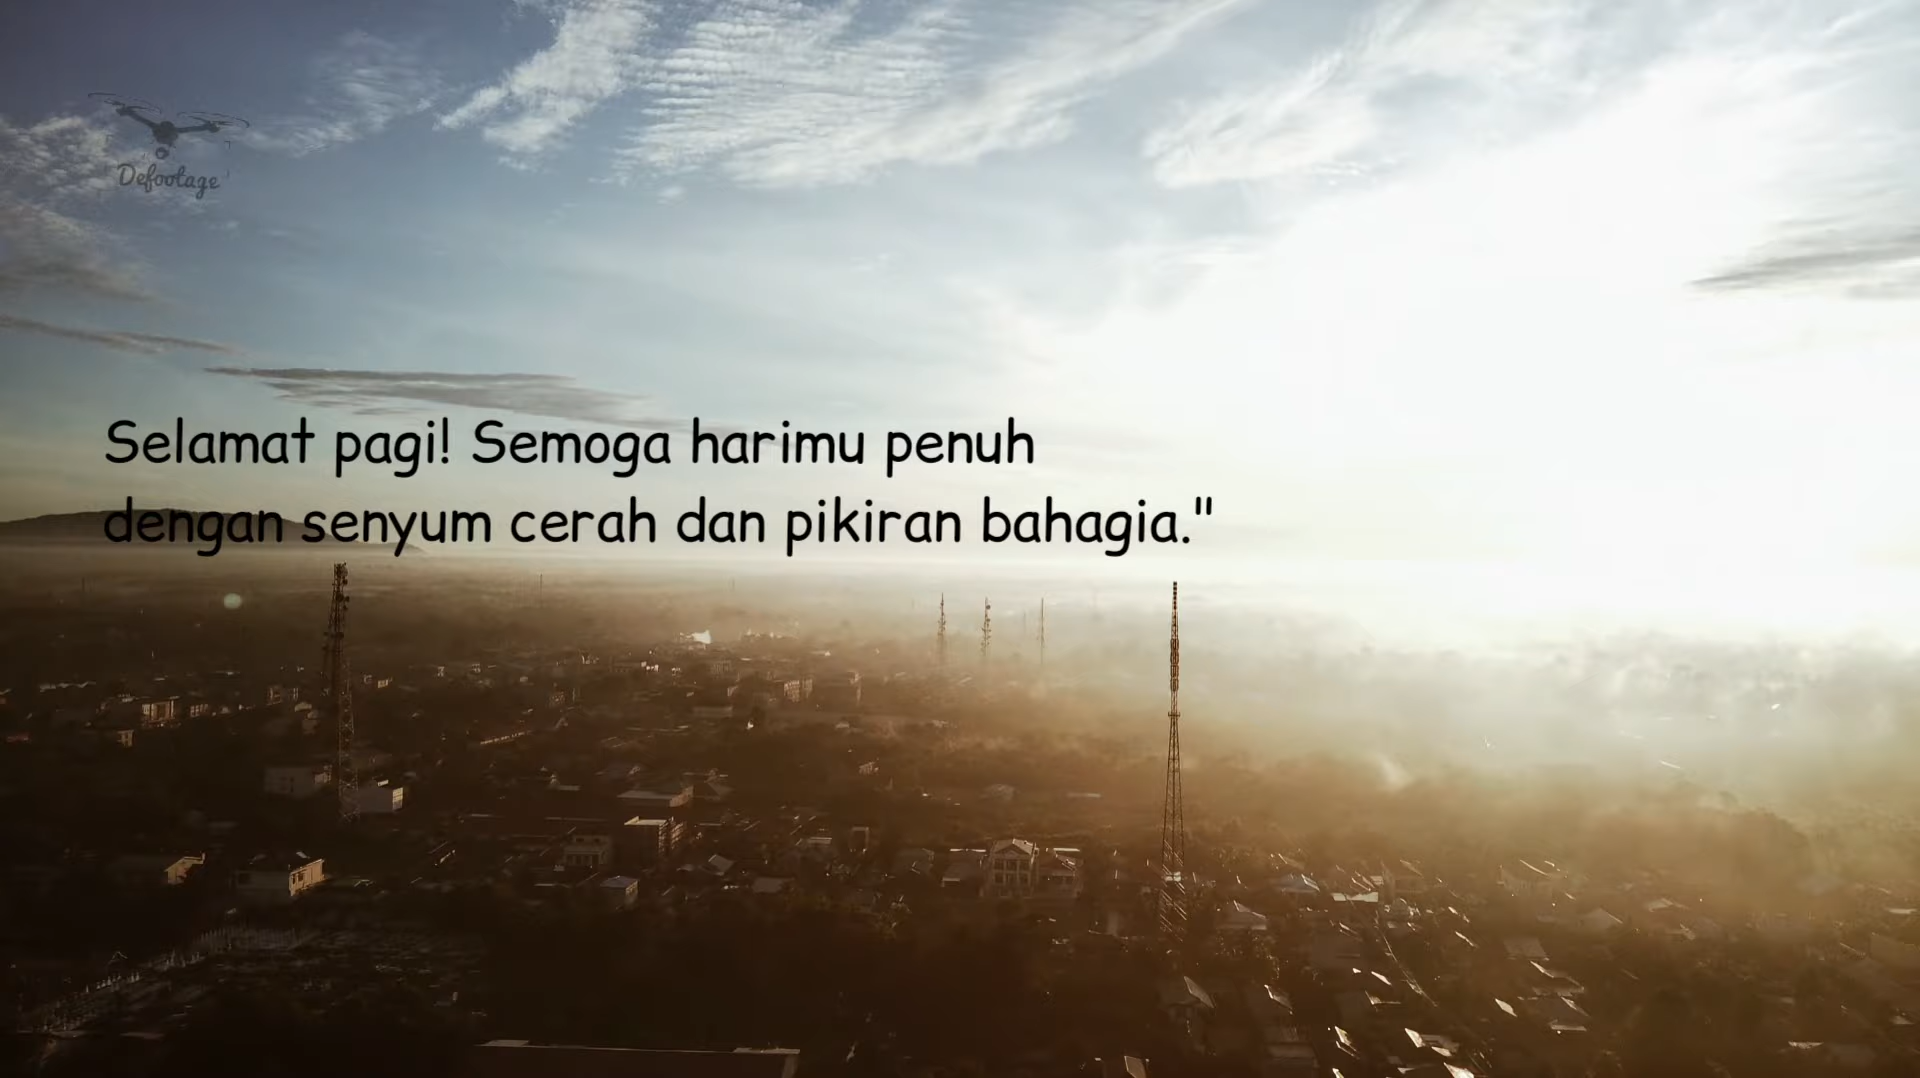 Defootage
Selamat pagi! Semoga harimu penuh
dengan senyum cerah dan pikiran bahagia."